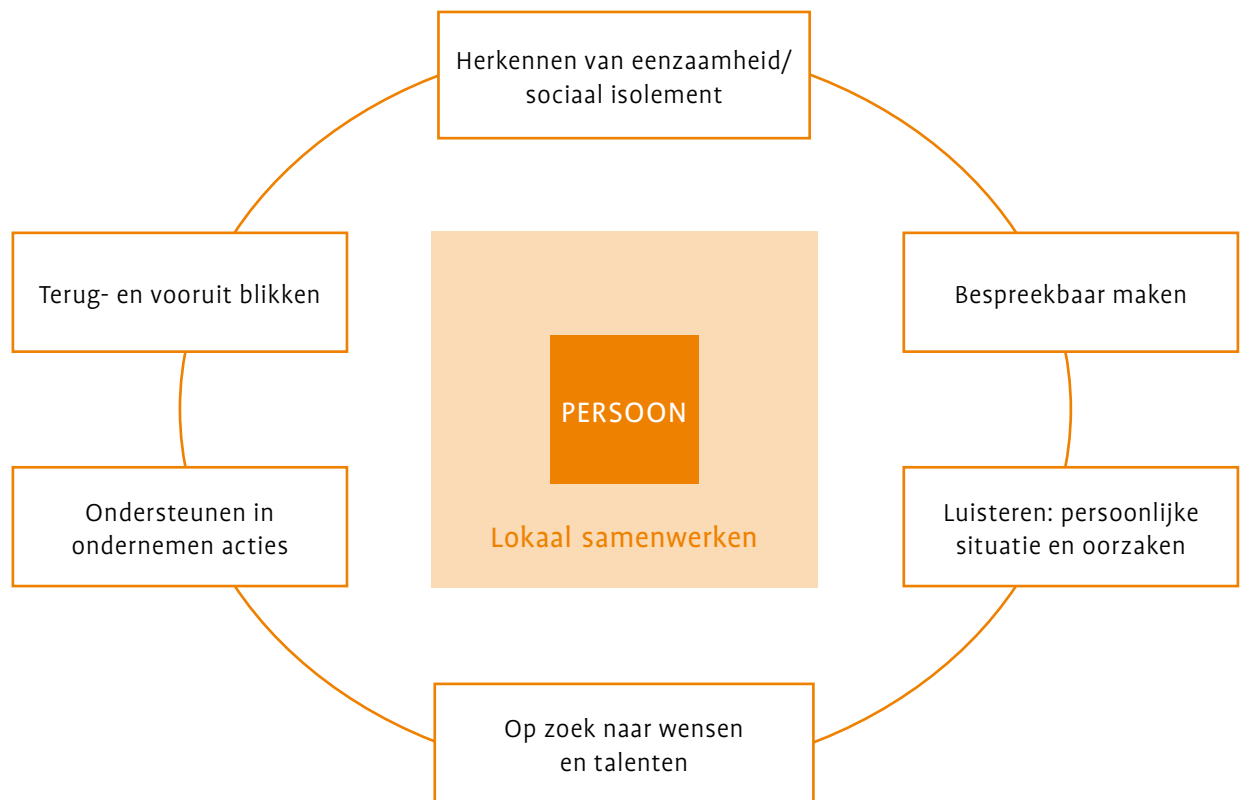 Herkennen van eenzaamheid/
sociaal isolement
Bespreekbaar maken
Luisteren: persoonlijke
situatie en oorzaken
Op zoek naar wensen
en talenten
Ondersteunen in
ondernemen acties
Terug- en vooruit blikken
PERSOON
Lokaal samenwerken